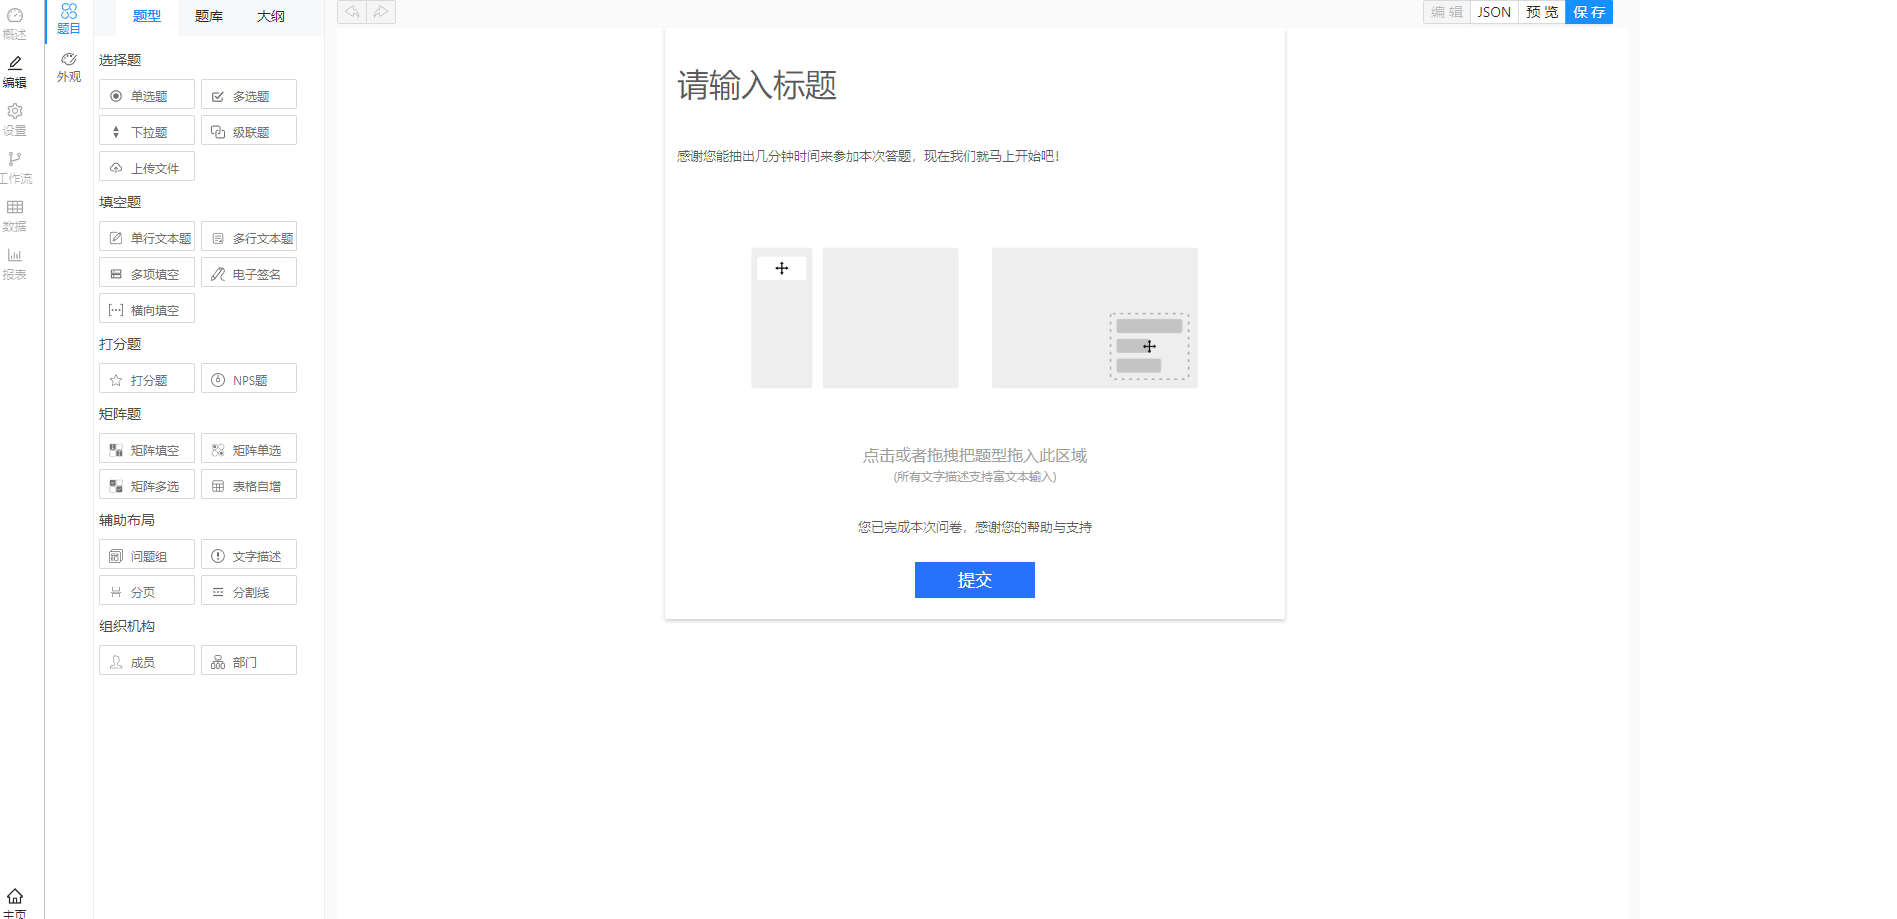 概述
编辑
设置
工作流
数据
报表
主页
题目
外观
题型 题库 大纲
选择题
单选题 多选题
下拉题 级联题
上传文件
填空题
单行文本题 多行文本题
多项填空 电子签名
横向填空
打分题
打分题 NPS题
矩阵题
矩阵填空 矩阵单选
矩阵多选 表格自增
辅助布局
问题组 文字描述
分页 分割线
组织机构
成员 部门
编 辑 JSON 预 览 保 存
请输入标题
感谢您能抽出几分钟时间来参加本次答题，现在我们就马上开始吧！
点击或者拖拽把题型拖入此区域
(所有文字描述支持富文本输入)
您已完成本次问卷，感谢您的帮助与支持
提交